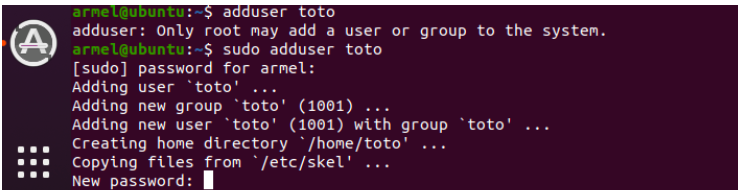 armel@ubuntu:~$ adduser toto
adduser: Only root may add a user or group to the system.
armel@ubuntu:~$ sudo adduser toto
[sudo] password for armel:
Adding user `toto' ...
Adding new group `toto' (1001) ...
Adding new user `toto' (1001) with group `toto' ...
Creating home directory `/home/toto' ...
Copying files from `/etc/skel' ...
New password: